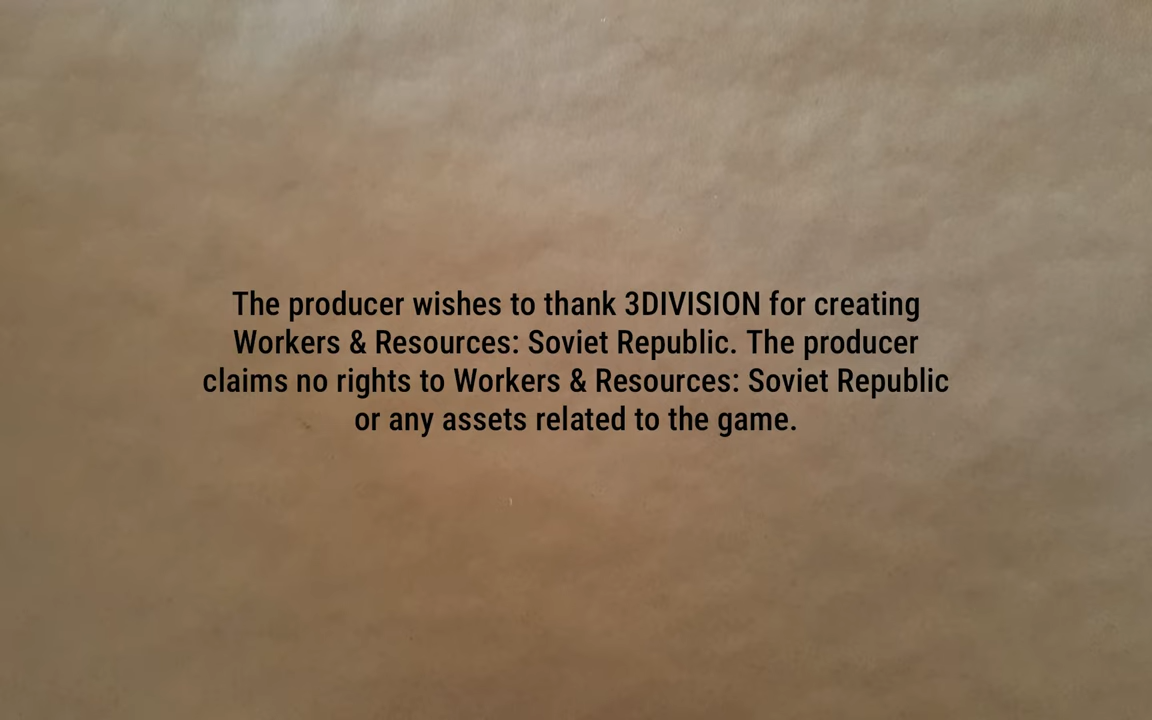 The producer wishes to thank 3DIVISION for creating
Workers & Resources: Soviet Republic. The producer
claims no rights to Workers & Resources: Soviet Republic
or any assets related to the game.